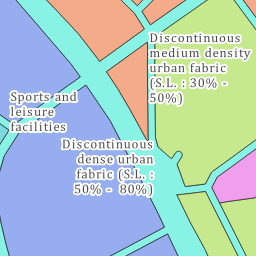 Discontinuous
medium density
urban fabric
(S.L. : 30% -
50%)
Sports and
leisure
facilities
Discontinuous
dense urban
fabric (S.L. :
50% -  80%)